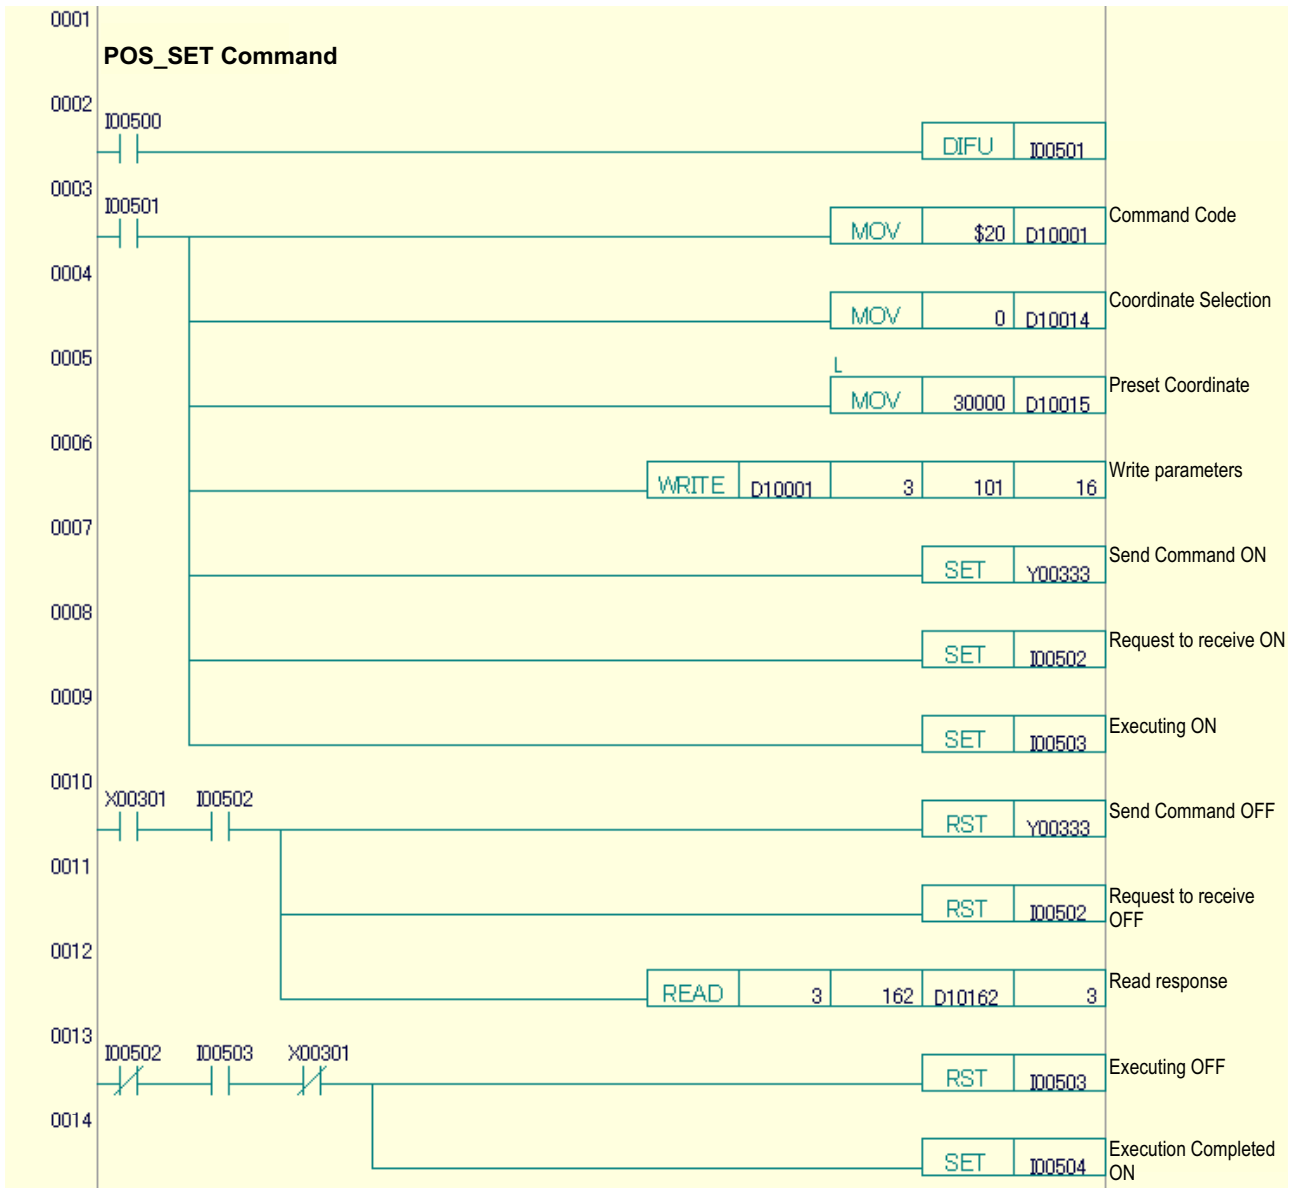 0001
POS_SET Command
0002
I00500
DIFU I00501
0003
I00501
MOV $20 D10001 Command Code
0004
MOV 0 D10014 Coordinate Selection
0005
L
MOV 30000 D10015 Preset Coordinate
0006
WRITE D10001 3 101 16 Write parameters
0007
SET Y00333 Send Command ON
0008
SET I00502 Request to receive ON
0009
SET I00503 Executing ON
0010
X00301 I00502
RST Y00333 Send Command OFF
0011
RST I00502 Request to receive
OFF
0012
READ 3 162 D10162 3 Read response
0013
I00502 I00503 X00301
RST I00503 Executing OFF
0014
SET I00504 Execution Completed
ON